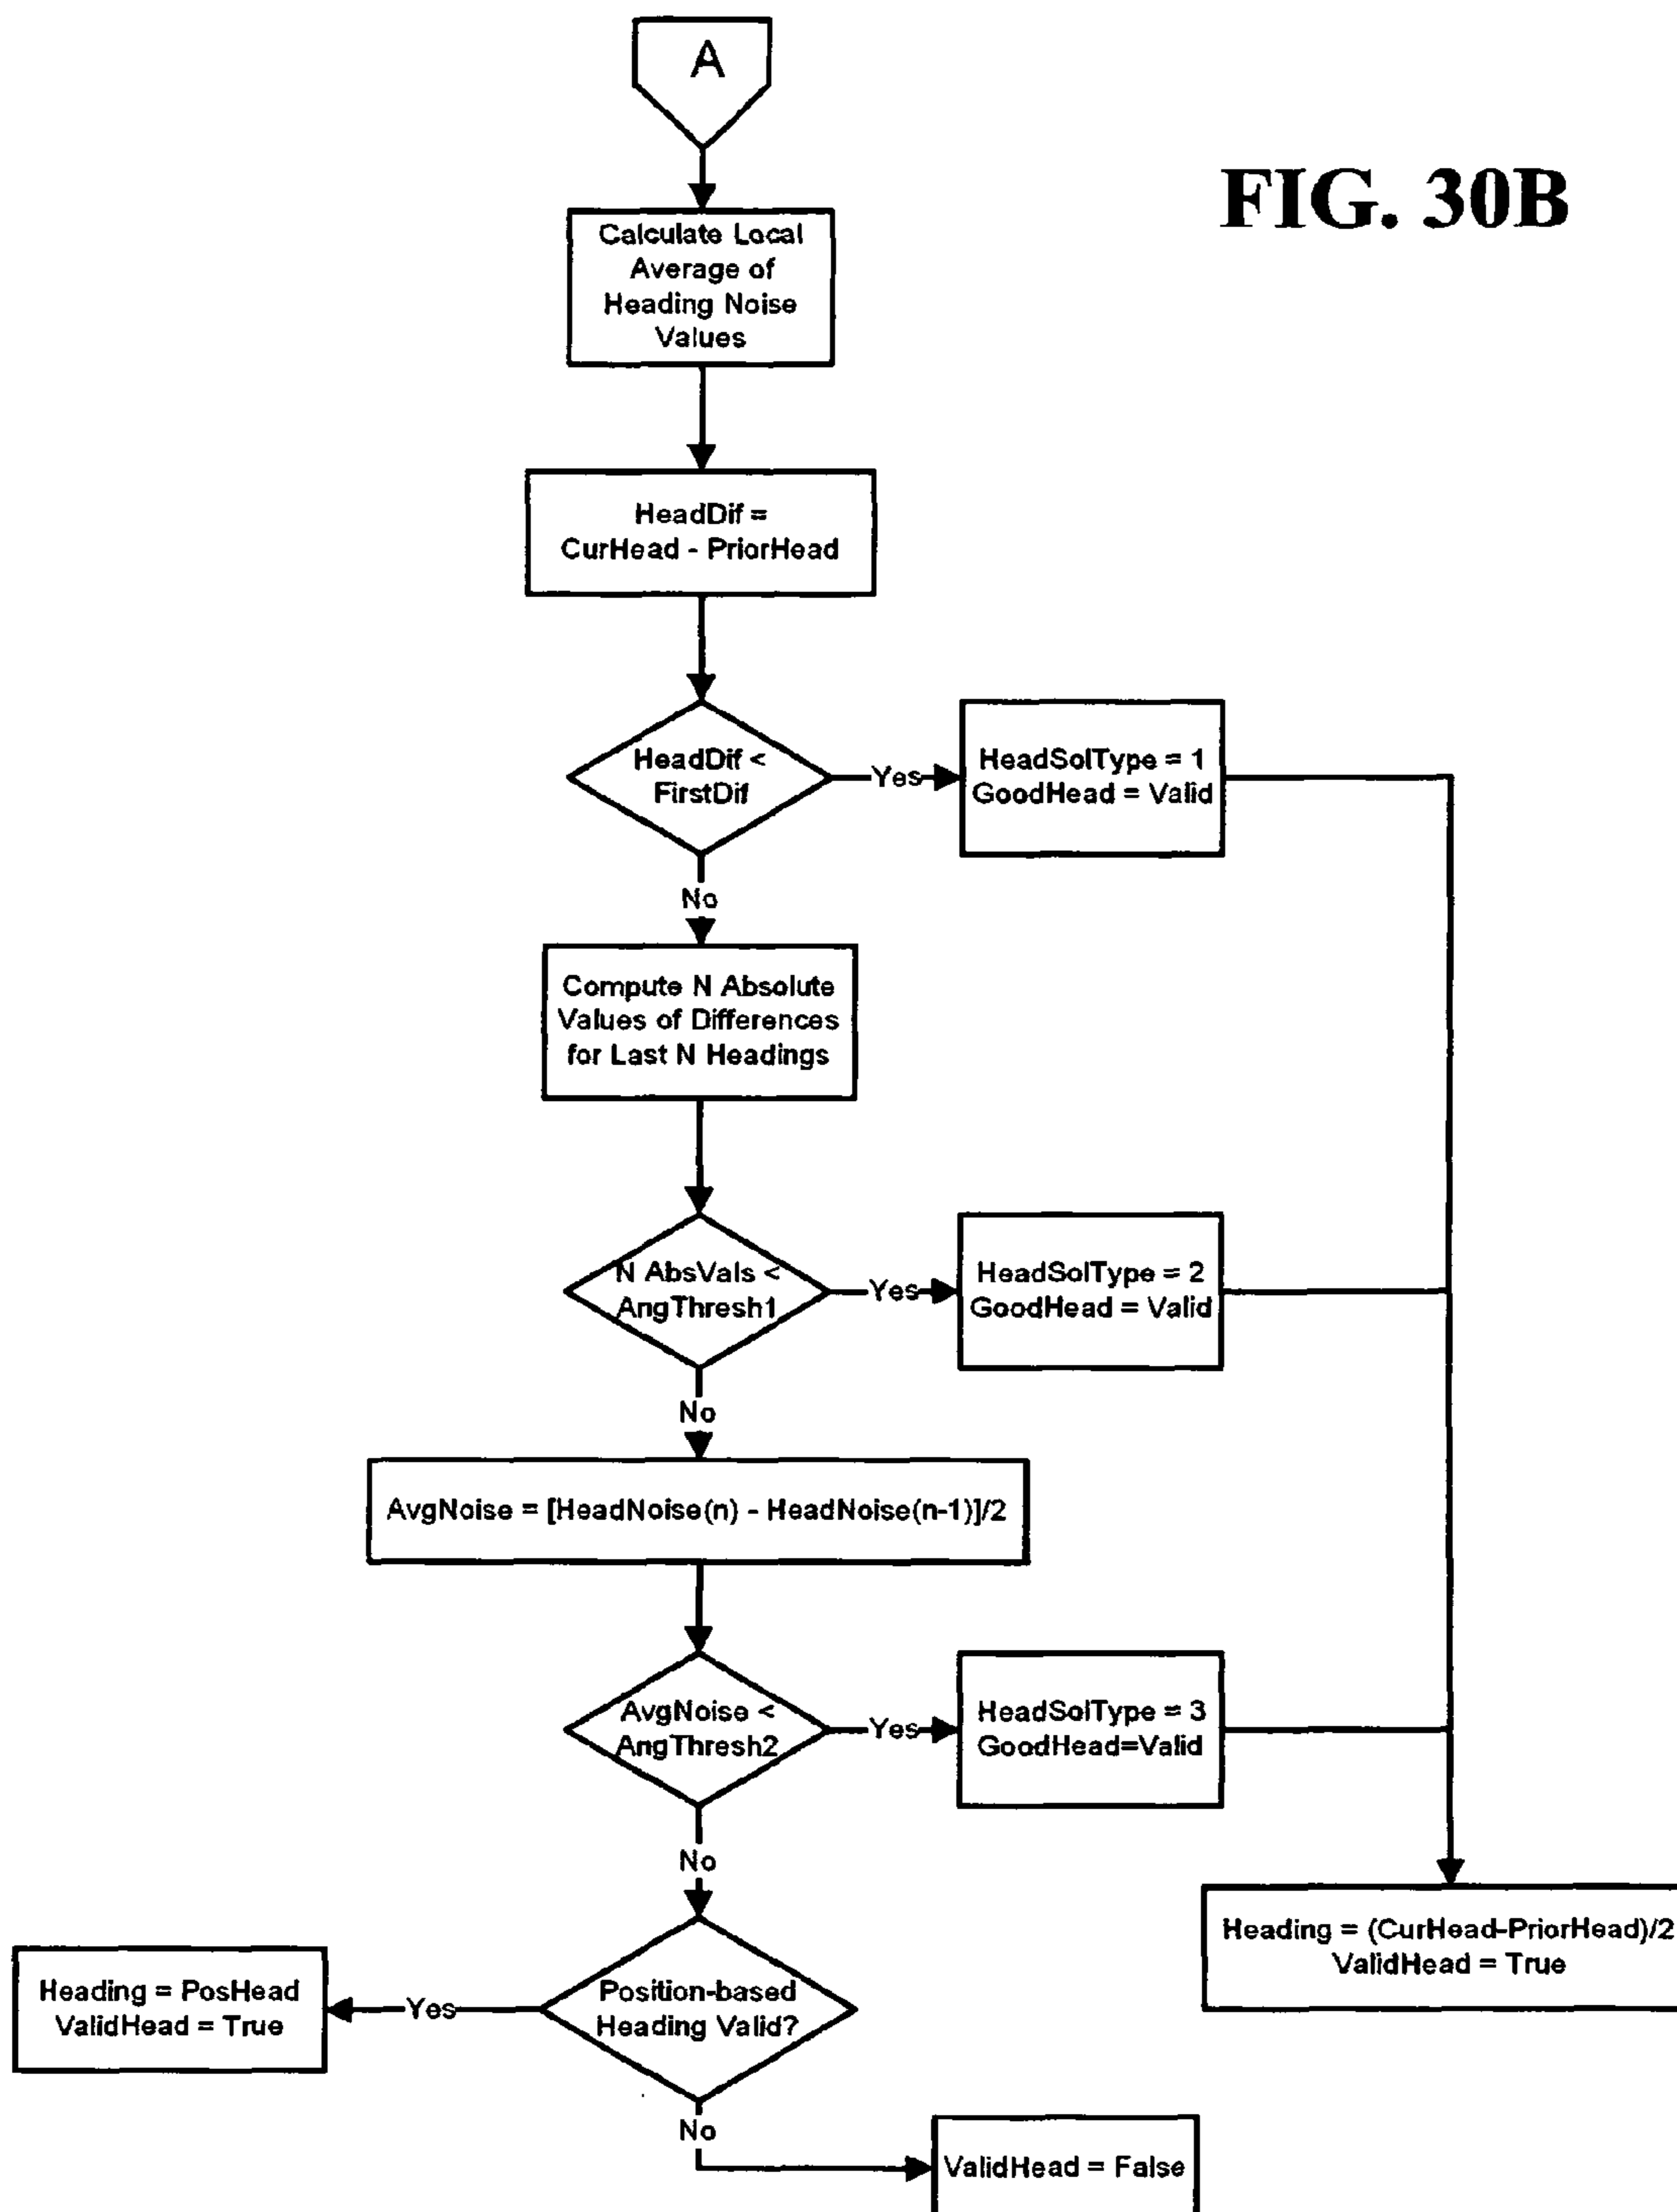 A
FIG. 30B
Calculate Local
Average of
Heading Noise
Values
HeadDif =
CurHead - PriorHead
HeadDif <
FirstDif
Yes
HeadSolType = 1
GoodHead = Valid
No
Compute N Absolute
Values of Differences
for Last N Headings
N AbsVals <
AngThresh1
Yes
HeadSolType = 2
GoodHead = Valid
No
AvgNoise = [HeadNoise(n) - HeadNoise(n-1)]/2
AvgNoise <
AngThresh2
Yes
HeadSolType = 3
GoodHead=Valid
No
Heading = (CurHead-PriorHead)/2
ValidHead = True
Position-based
Heading Valid?
Yes
Heading = PosHead
ValidHead = True
No
ValidHead = False